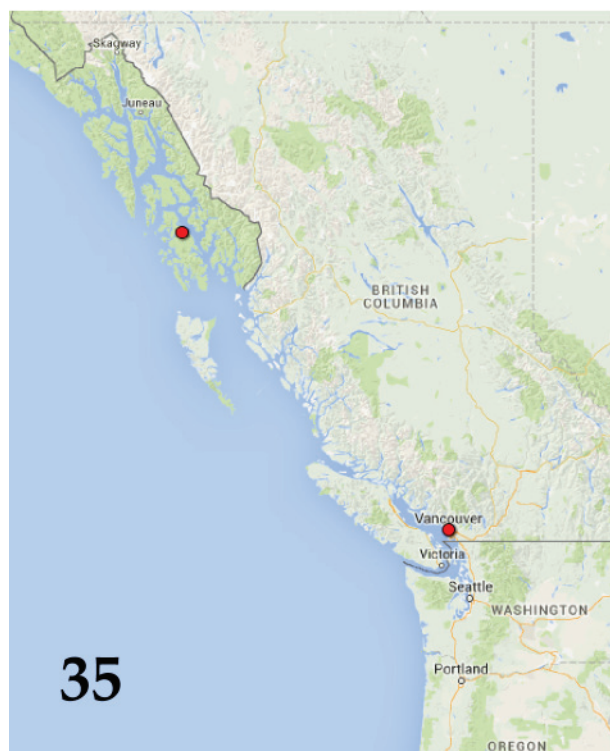 Skagway
Juneau
BRITISH
COLUMBIA
Vancouver
Victoria
Seattle
WASHINGTON
35
Portland
OREGON